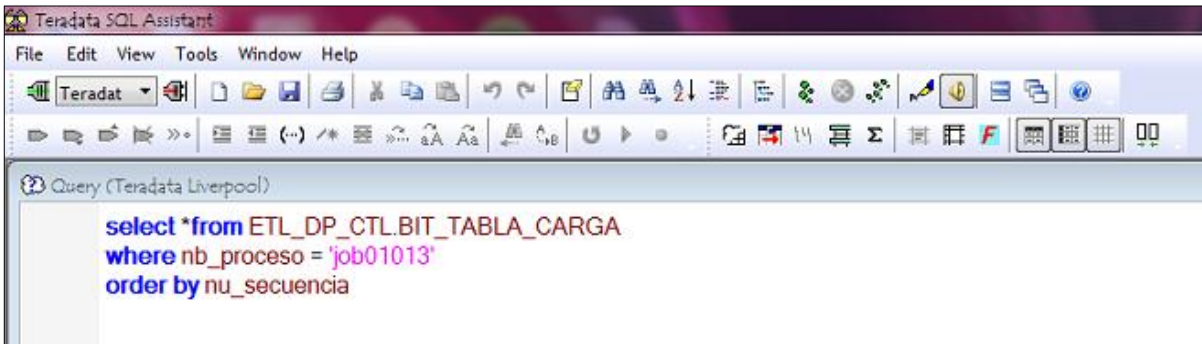 Teradata SQL Assistant
File Edit View Tools Window Help
Teradat
Query (Teradata Liverpool)
select *from ETL_DP_CTL.BIT_TABLA_CARGA
where nb_proceso = 'job01013'
order by nu_secuencia